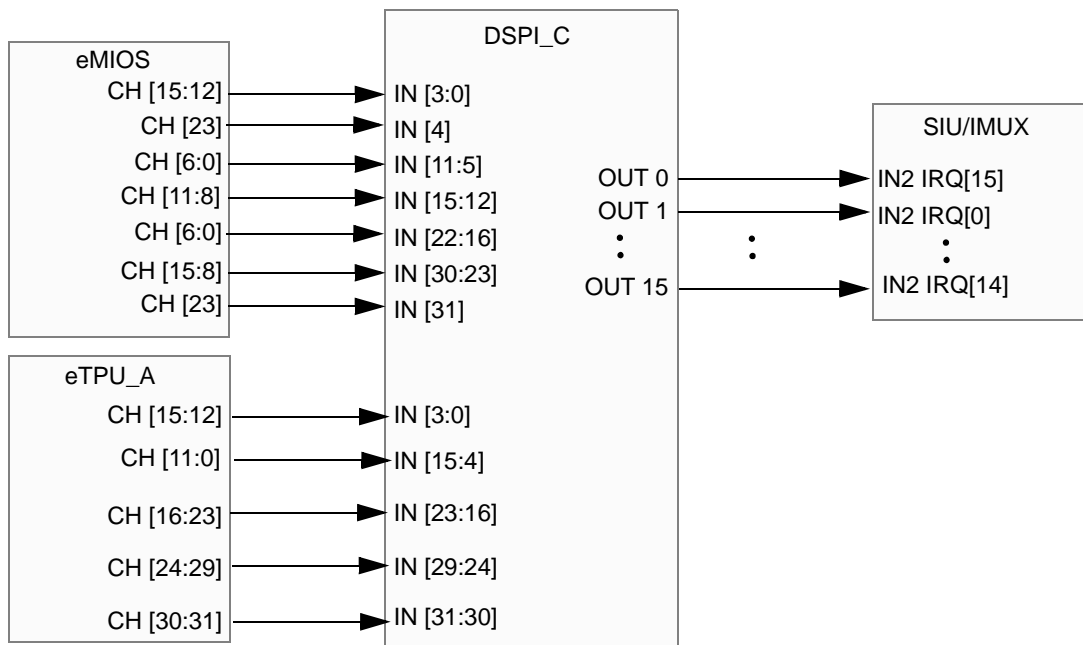 DSPI_C
eMIOS
CH [15:12]
IN [3:0]
CH [23]
IN [4]
CH [6:0]
IN [11:5]
CH [11:8]
IN [15:12]
CH [6:0]
IN [22:16]
CH [15:8]
IN [30:23]
CH [23]
IN [31]
OUT 0
OUT 1
OUT 15
SIU/IMUX
IN2 IRQ[15]
IN2 IRQ[0]
IN2 IRQ[14]
eTPU_A
CH [15:12]
IN [3:0]
CH [11:0]
IN [15:4]
CH [16:23]
IN [23:16]
CH [24:29]
IN [29:24]
CH [30:31]
IN [31:30]